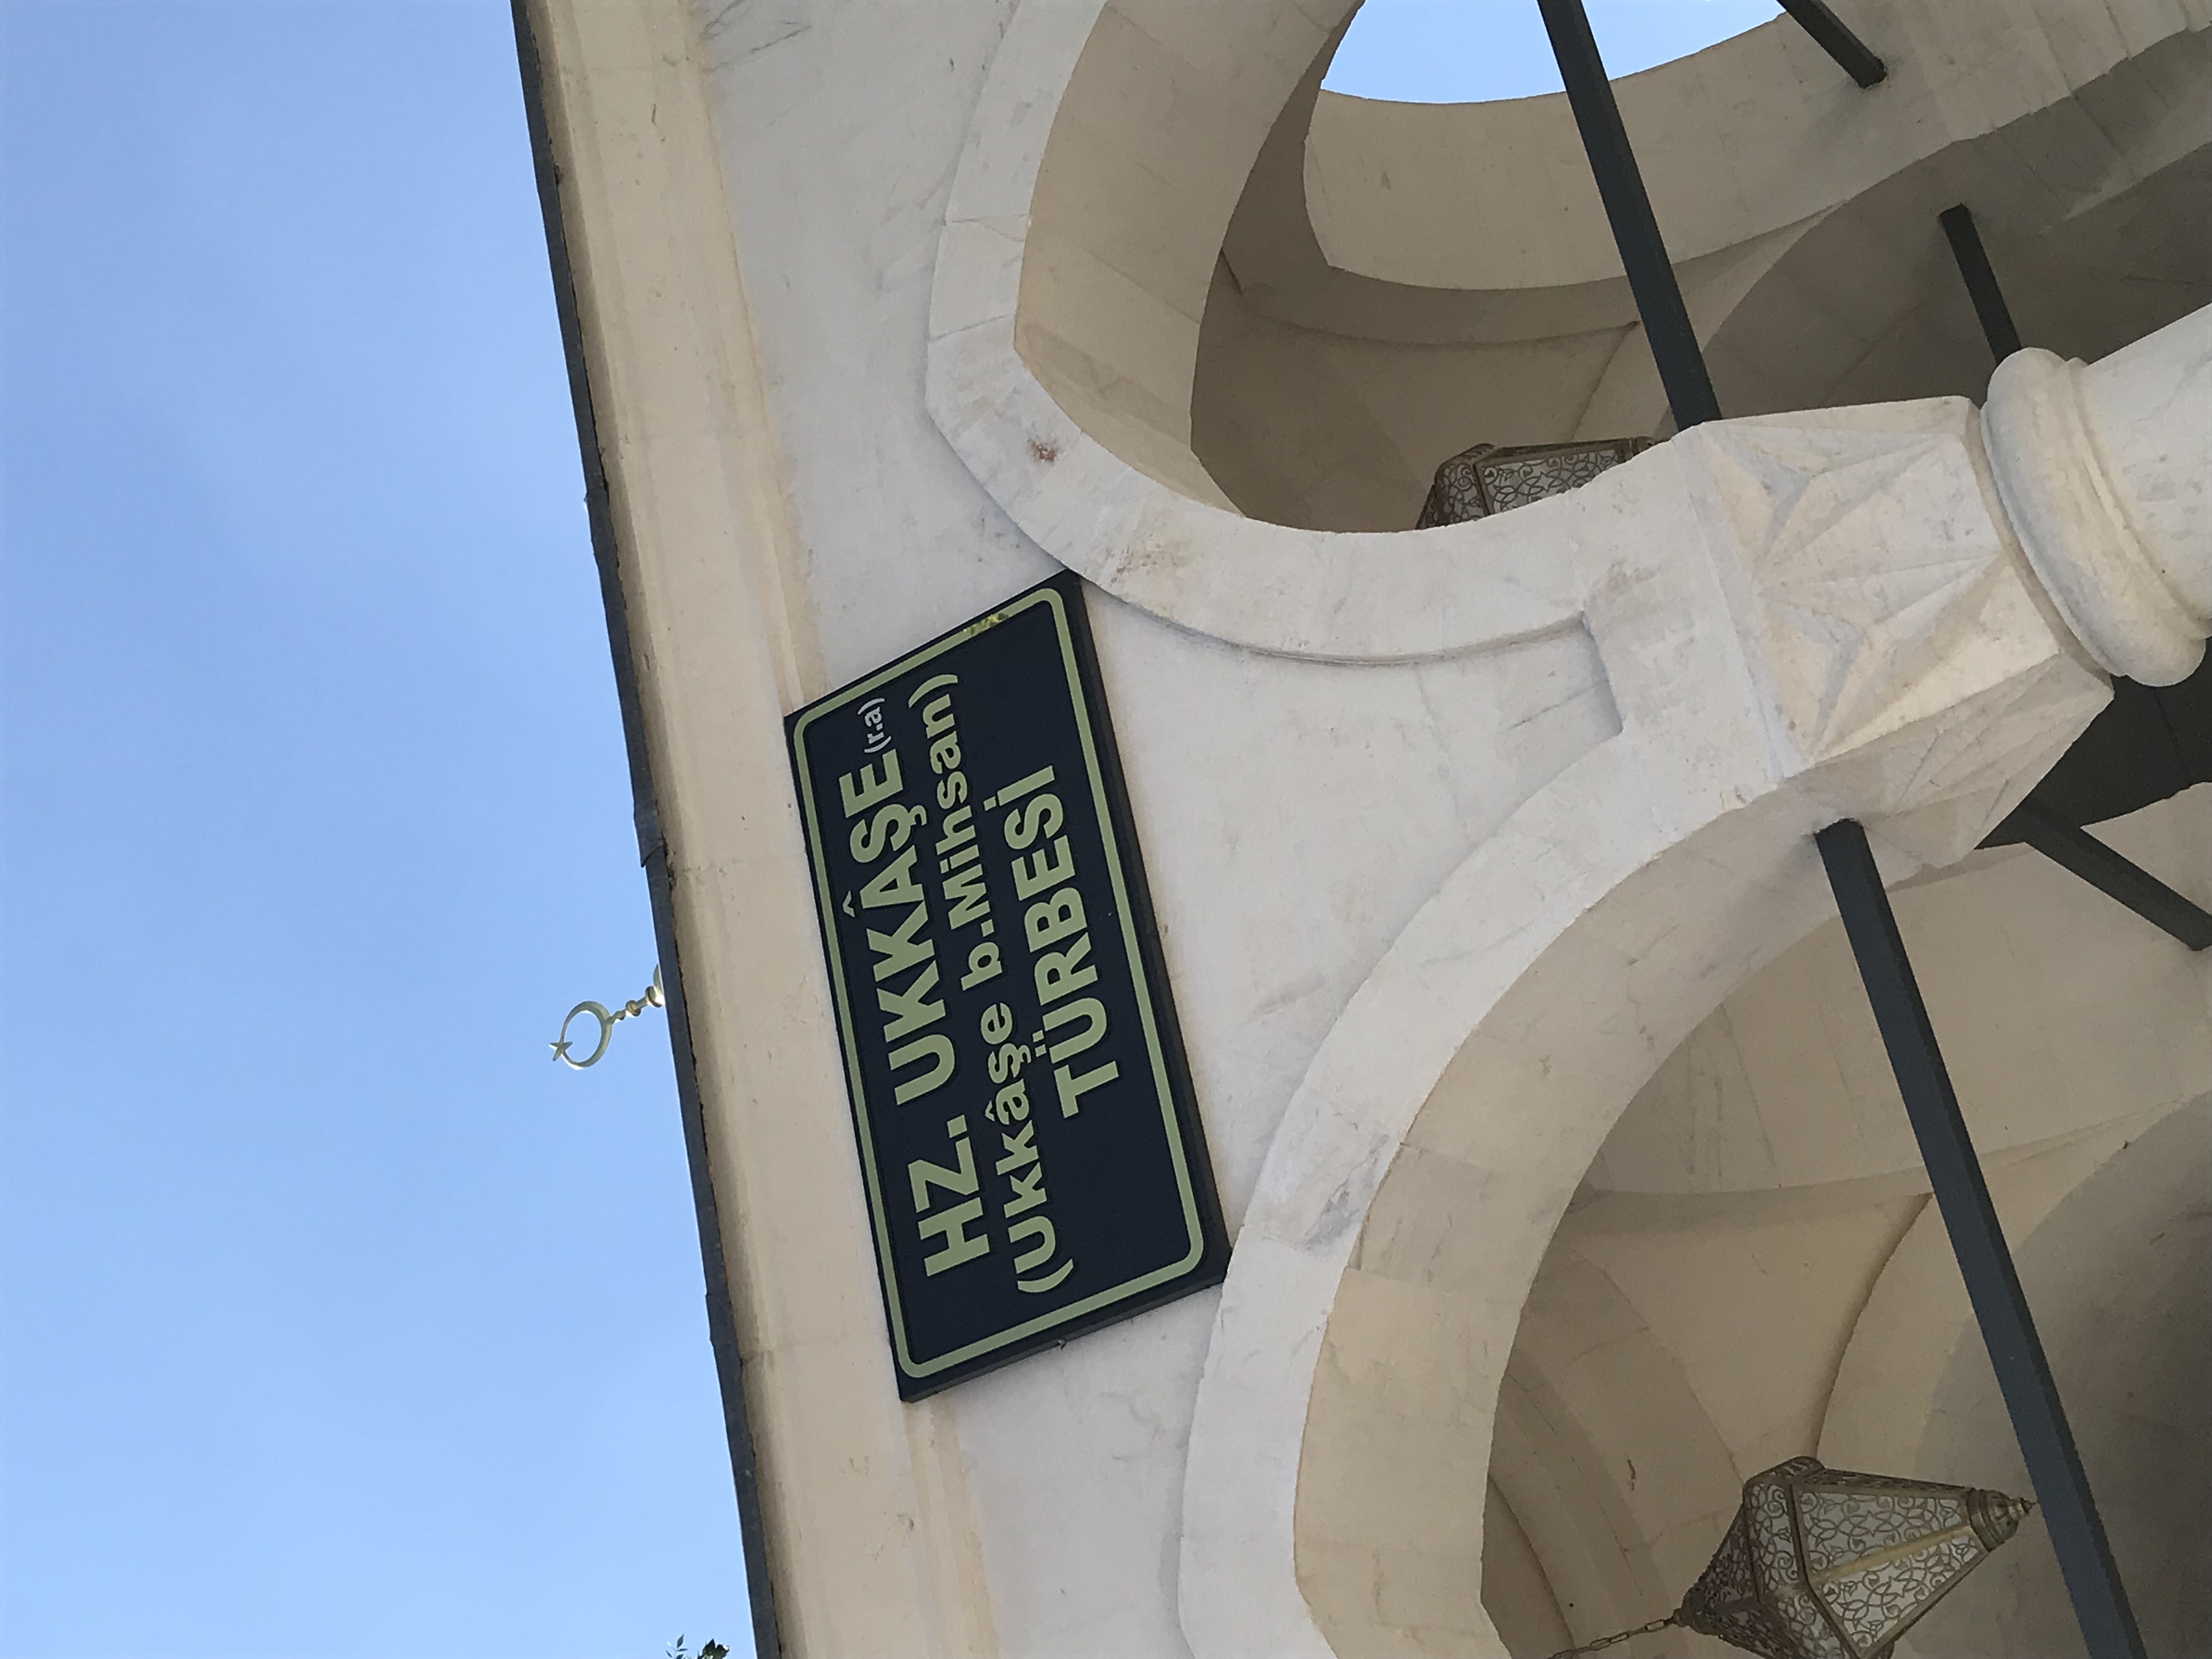 HZ. UKKÂŞE (r.a)
(Ukkâşe b.Mihsan)
TÜRBESİ